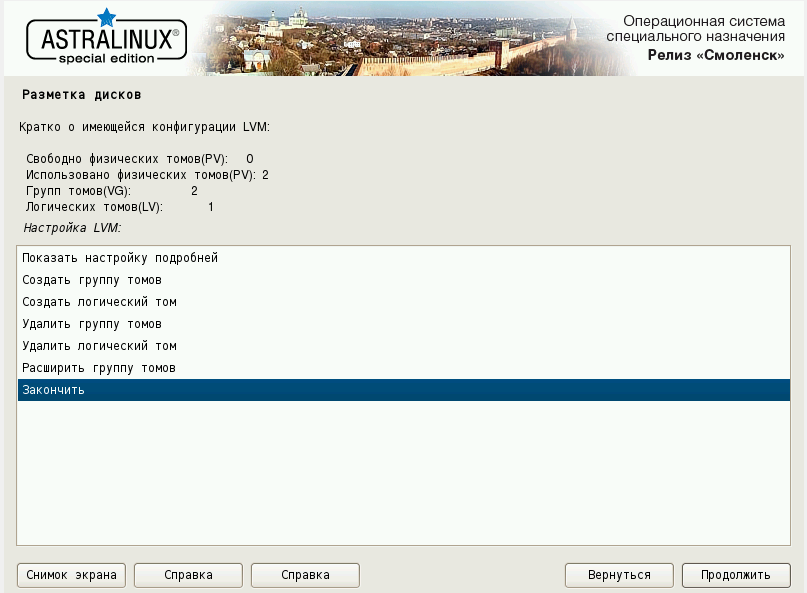 ASTRALINUX®
special edition
Операционная система
специального назначения
Релиз «Смоленск»
Разметка дисков
Кратко о имеющейся конфигурации LVM:
Свободно физических томов(PV): 0
Использовано физических томов(PV): 2
Групп томов(VG): 2
Логических томов(LV): 1
Настройка LVM:
Показать настройку подробней
Создать группу томов
Создать логический том
Удалить группу томов
Удалить логический том
Расширить группу томов
Закончить
Снимок экрана
Справка
Справка
Вернуться
Продолжить